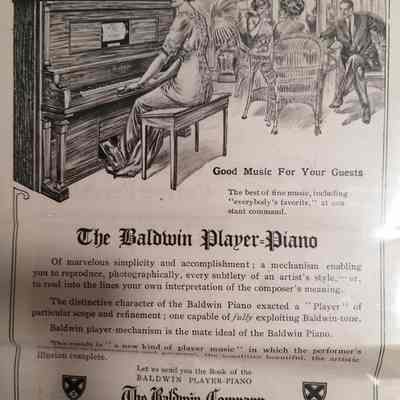 Good Music For Your Guests
The best of fine music, including
"everybody's favorite," at con
stant command.
The Baldwin Player-Piano
Of marvelous simplicity and accomplishment; a mechanism enabling
you to reproduce, photographically, every subtlety of an artist's style,—or,
to read into the lines your own interpretation of the composer's meaning.
The distinctive character of the Baldwin Piano exacted a "Player" of
particular scope and refinement; one capable of fully exploiting Baldwin-tone.
Baldwin player-mechanism is the mate ideal of the Baldwin Piano.
"a new kind of player music" in which the performer's
the artistic
illusion complete.
Let us send you the Book of the
BALDWIN PLAYER-PIANO
The Baldwin Company